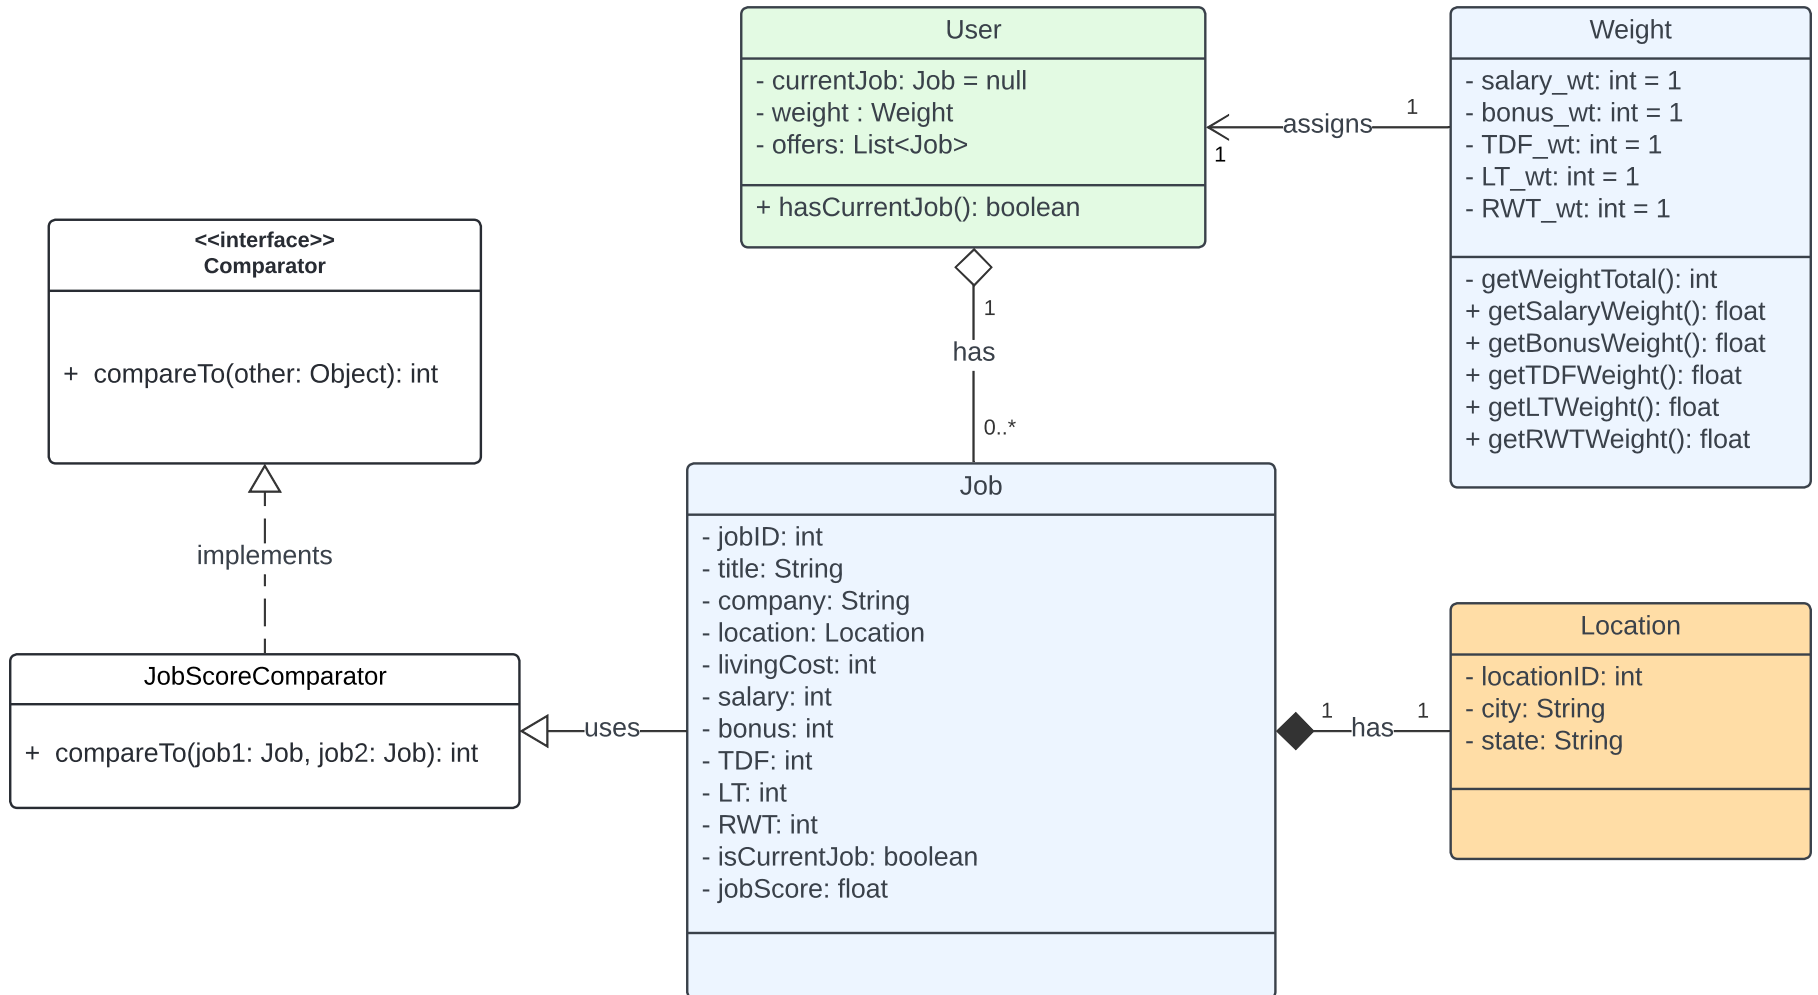 User
- currentJob: Job = null
- weight : Weight
- offers: List<Job>
+ hasCurrentJob(): boolean
Weight
- salary_wt: int = 1
- bonus_wt: int = 1
- TDF_wt: int = 1
- LT_wt: int = 1
- RWT_wt: int = 1
- getWeightTotal(): int
+ getSalaryWeight(): float
+ getBonusWeight(): float
+ getTDFWeight(): float
+ getLTWeight(): float
+ getRWTWeight(): float
assigns
1
1
<<interface>>
Comparator
+ compareTo(other: Object): int
1
has
0..*
implements
JobScoreComparator
+ compareTo(job1: Job, job2: Job): int
uses
Job
- jobID: int
- title: String
- company: String
- location: Location
- livingCost: int
- salary: int
- bonus: int
- TDF: int
- LT: int
- RWT: int
- isCurrentJob: boolean
- jobScore: float
1
has
1
Location
- locationID: int
- city: String
- state: String